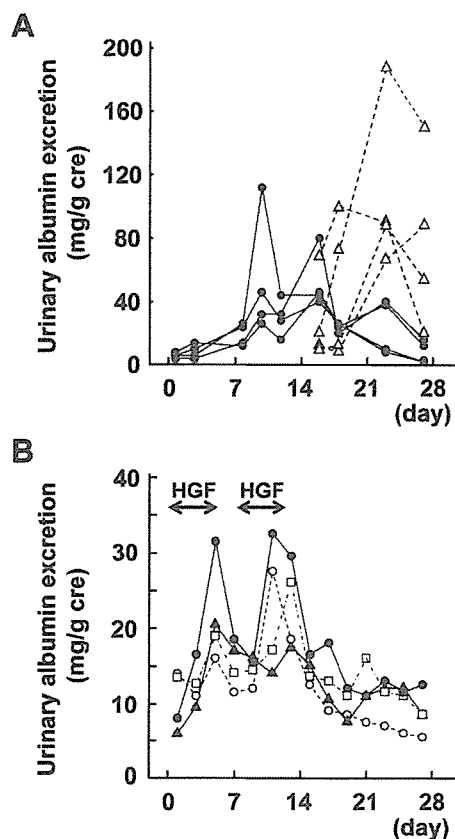 A
Urinary albumin excretion
(mg/g cre)
200
160
120
80
40
0
0 7 14 21 28
(day)
B
Urinary albumin excretion
(mg/g cre)
HGF HGF
40
30
20
10
0
0 7 14 21 28
(day)